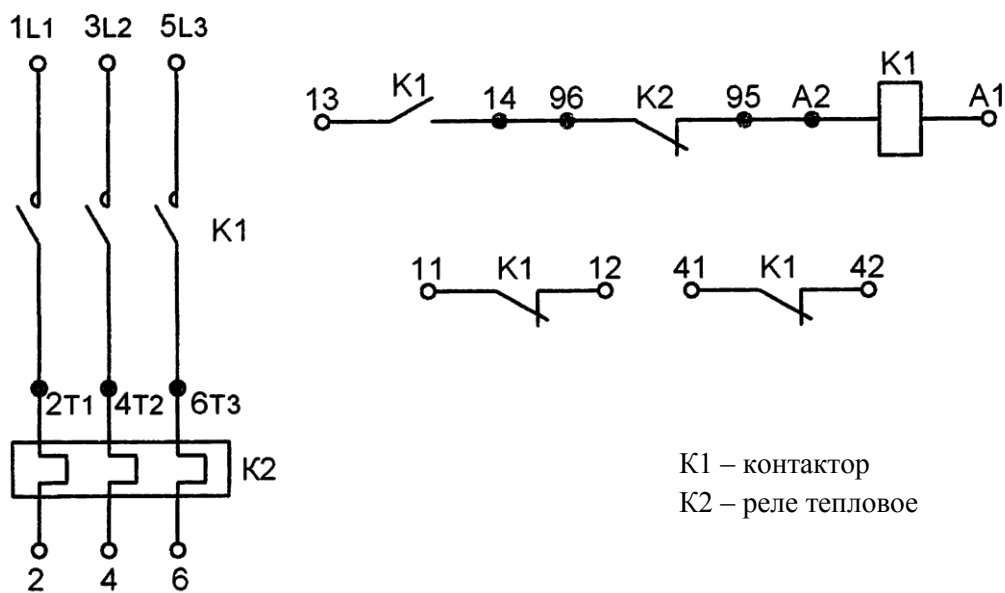 1L1 3L2 5L3
K1
13 K1 14 96 K2 95 A2 A1
K1
11 K1 12 41 K1 42
2T1 4T2 6T3
K2
К1 – контактор
К2 – реле тепловое
2 4 6